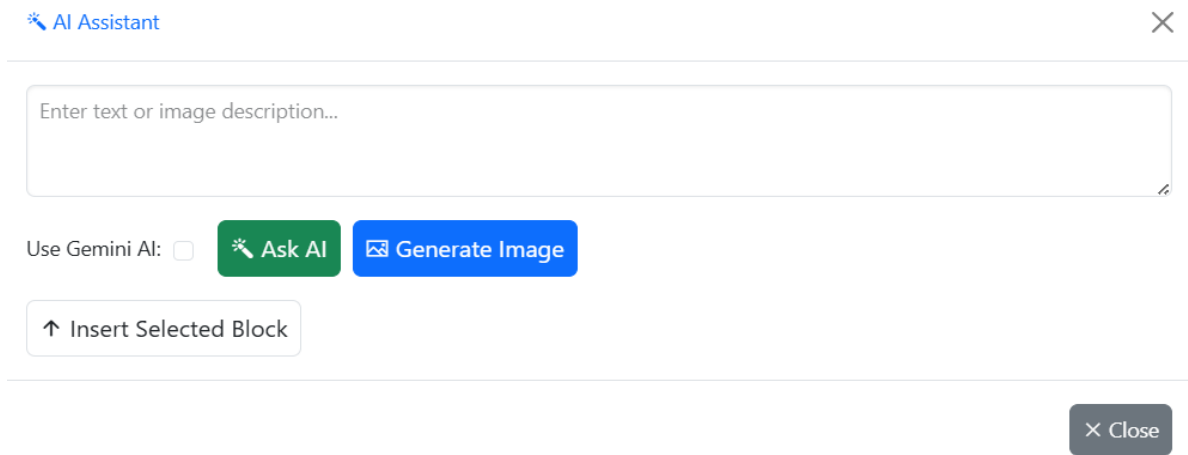 AI Assistant
Enter text or image description...
Use Gemini AI: Ask AI Generate Image
Insert Selected Block
Close